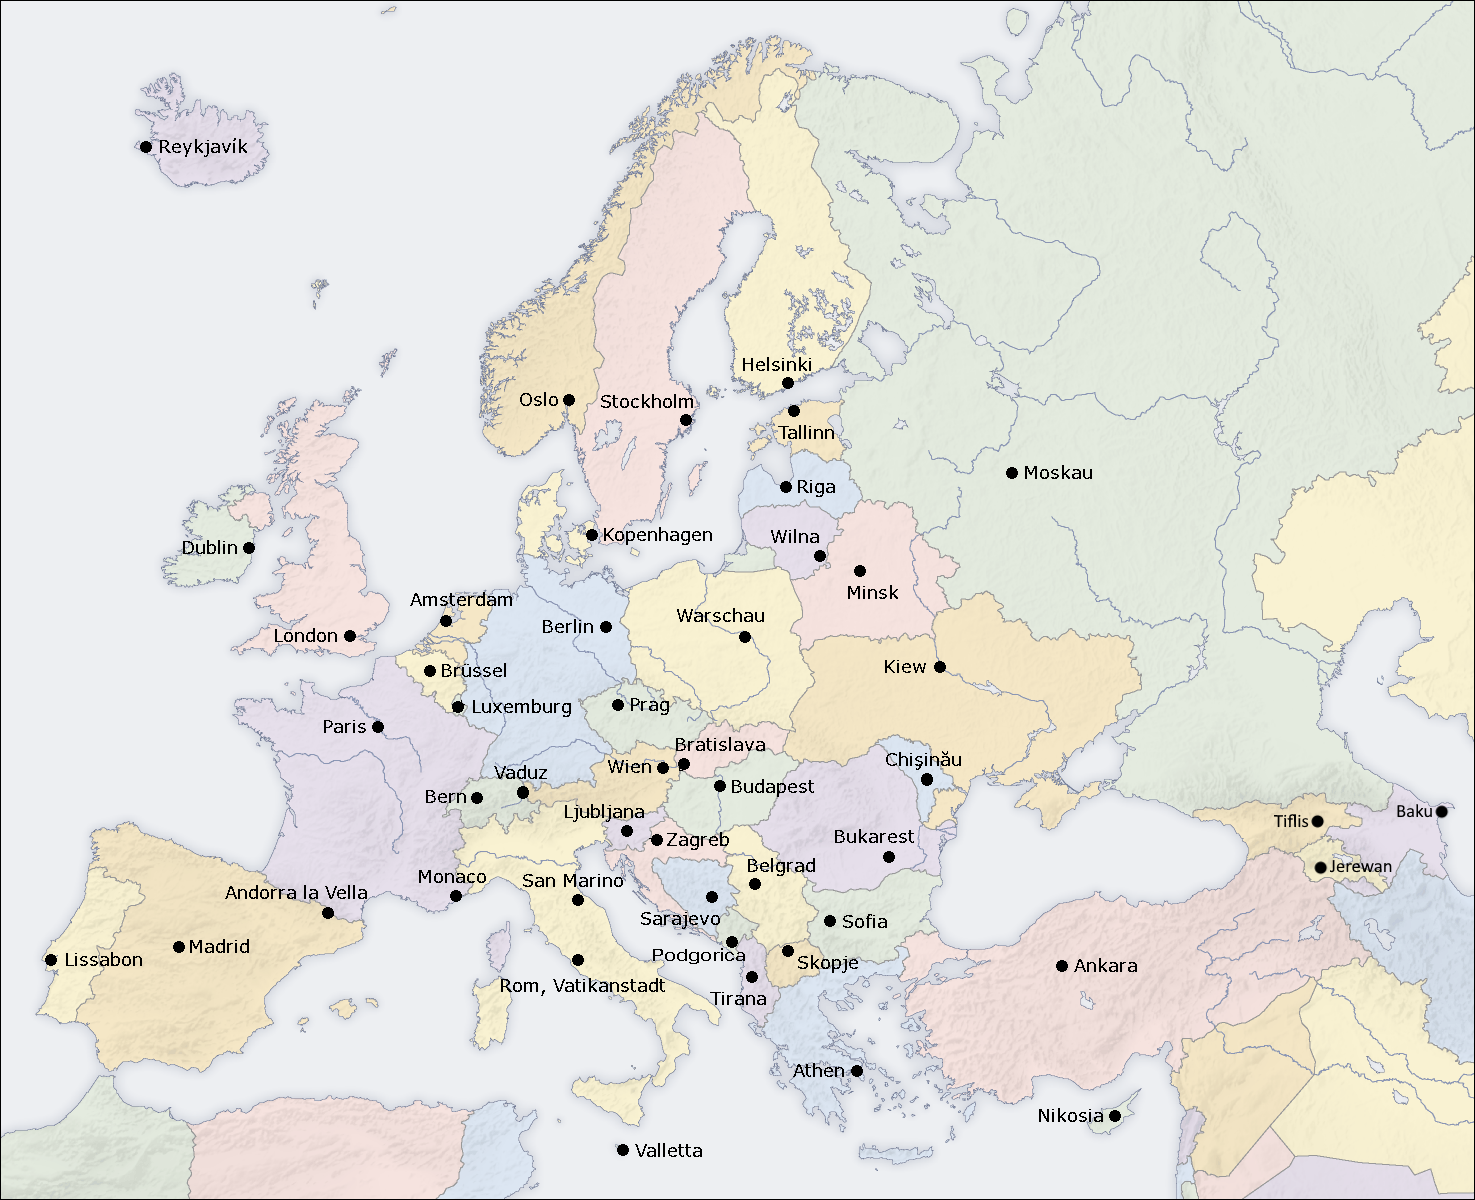 Reykjavík
Helsinki
Oslo
Stockholm
Tallinn
Moskau
Riga
Kopenhagen
Wilna
Dublin
Minsk
Amsterdam
Warschau
Berlin
London
Kiew
Brüssel
Luxemburg
Prag
Paris
Bratislava
Chişinău
Wien
Vaduz
Budapest
Bern
Ljubljana
Baku
Tiflis
Bukarest
Zagreb
Belgrad
Jerewan
Monaco
San Marino
Andorra la Vella
Sarajevo
Sofia
Madrid
Podgorica
Lissabon
Skopje
Ankara
Rom, Vatikanstadt
Tirana
Athen
Nikosia
Valletta